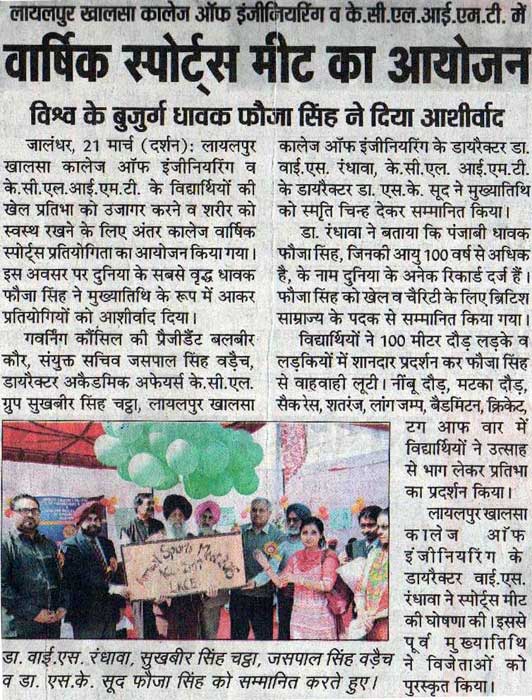 लायलपुर खालसा कालेज ऑफ इंजीनियरिंग व के.सी.एल.आई.एम.टी. में
वार्षिक स्पोर्ट्स मीट का आयोजन
विश्व के बुजुर्ग धावक फौजा सिंह ने दिया आशीर्वाद
जालंधर, 21 मार्च (दर्शन): लायलपुर
खालसा कालेज ऑफ इंजीनियरिंग व
के.सी.एल.आई.एम.टी. के विद्यार्थियों की
खेल प्रतिभा को उजागर करने व शरीर को
स्वस्थ रखने के लिए अंतर कालेज वार्षिक
स्पोर्ट्स प्रतियोगिता का आयोजन किया गया।
इस अवसर पर दुनिया के सबसे वृद्ध धावक
फौजा सिंह ने मुख्यातिथि के रूप में आकर
प्रतियोगियों को आशीर्वाद दिया।
गवर्निंग कौंसिल की प्रैजीडैंट बलबीर
कौर, संयुक्त सचिव जसपाल सिंह वड़ैच,
डायरैक्टर अकैडमिक अफेयर्स के.सी.एल.
ग्रुप सुखबीर सिंह चट्ठा, लायलपुर खालसा
कालेज ऑफ इंजीनियरिंग के डायरैक्टर डा.
वाई.एस. रंधावा, के.सी.एल. आई.एम.टी.
के डायरैक्टर डा. एस.के. सूद ने मुख्यातिथि
को स्मृति चिन्ह देकर सम्मानित किया।
डा. रंधावा ने बताया कि पंजाबी धावक
फौजा सिंह, जिनकी आयु 100 वर्ष से अधिक
है, के नाम दुनिया के अनेक रिकार्ड दर्ज हैं।
फौजा सिंह को खेल व चैरिटी के लिए ब्रिटिश
साम्राज्य के पदक से सम्मानित किया गया।
विद्यार्थियों ने 100 मीटर दौड़ लड़के व
लड़कियों में शानदार प्रदर्शन कर फौजा सिंह
से वाहवाही लूटी। नींबू दौड़, मटका दौड़,
सैक रेस, शतरंज, लांग जम्प, बैडमिंटन, क्रिकेट,
टग आफ वार में
विद्यार्थियों ने उत्साह
से भाग लेकर प्रतिभा
का प्रदर्शन किया।
लायलपुर खालसा
कालेज ऑफ
इंजीनियरिंग के
डायरैक्टर वाई.एस.
रंधावा ने स्पोर्ट्स मीट
की घोषणा की। इससे
पूर्व मुख्यातिथि
ने विजेताओं को
पुरस्कृत किया।
Annual Sports Meet
LKCE
डा. वाई.एस. रंधावा, सुखबीर सिंह चट्ठा, जसपाल सिंह वड़ैच
व डा. एस.के. सूद फौजा सिंह को सम्मानित करते हुए।